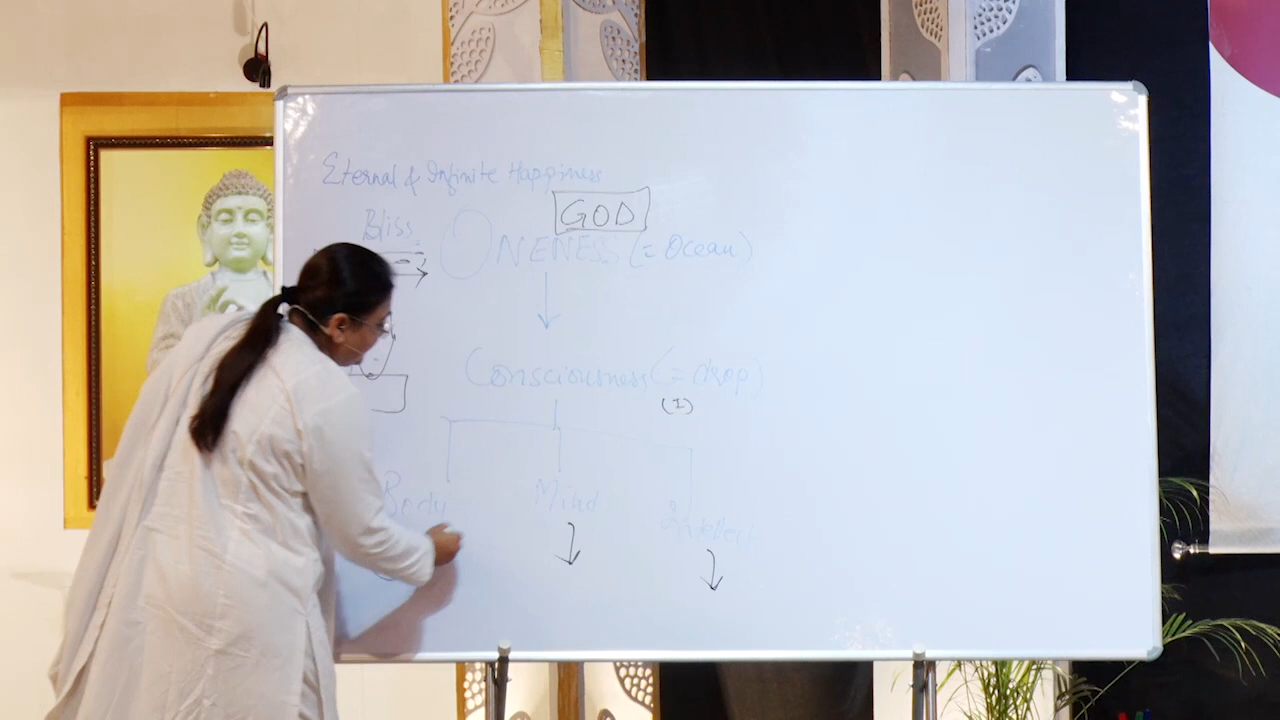 Eternal & Infinite Happiness
GOD
Bliss
ONENESS (= Ocean)
Consciousness (= drop)
(I)
Body Mind Intellect